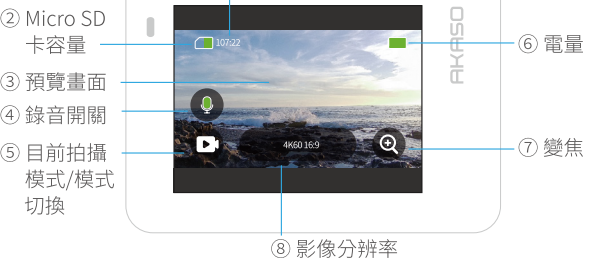 ② Micro SD
卡容量
③ 預覽畫面
④ 錄音開關
⑤ 目前拍攝
模式/模式
切換
107:22
4K60 16:9
AKASO
⑥ 電量
⑦ 變焦
⑧ 影像分辨率